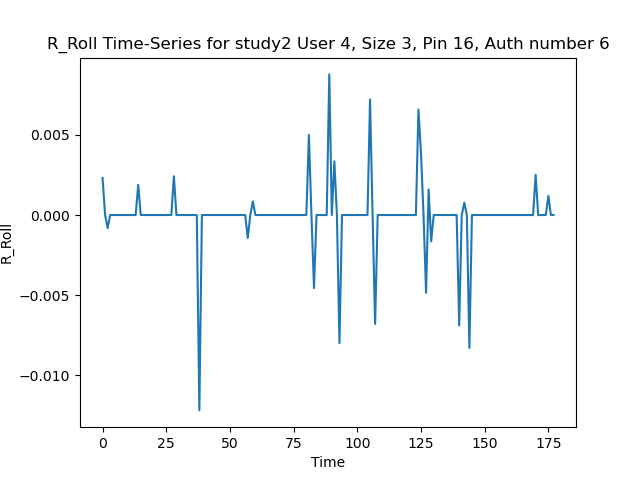 R_Roll Time-Series for study2 User 4, Size 3, Pin 16, Auth number 6
0.005
0.000
−0.005
−0.010
R_Roll
0 25 50 75 100 125 150 175
Time